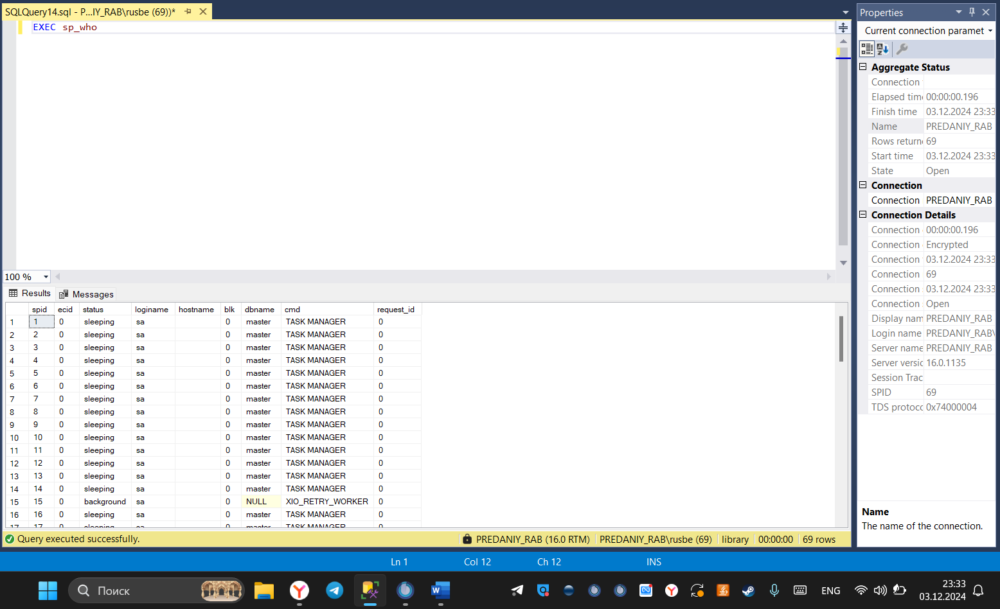 SQLQuery14.sql - P...IY_RAB\rusbe (69))*
EXEC sp_who
100 %
Results
Messages
spid ecid status loginame hostname blk dbname cmd request_id
1 1 0 sleeping sa 0 master TASK MANAGER 0
2 2 0 sleeping sa 0 master TASK MANAGER 0
3 3 0 sleeping sa 0 master TASK MANAGER 0
4 4 0 sleeping sa 0 master TASK MANAGER 0
5 5 0 sleeping sa 0 master TASK MANAGER 0
6 6 0 sleeping sa 0 master TASK MANAGER 0
7 7 0 sleeping sa 0 master TASK MANAGER 0
8 8 0 sleeping sa 0 master TASK MANAGER 0
9 9 0 sleeping sa 0 master TASK MANAGER 0
10 10 0 sleeping sa 0 master TASK MANAGER 0
11 11 0 sleeping sa 0 master TASK MANAGER 0
12 12 0 sleeping sa 0 master TASK MANAGER 0
13 13 0 sleeping sa 0 master TASK MANAGER 0
14 14 0 sleeping sa 0 master TASK MANAGER 0
15 15 0 background sa 0 NULL XIO_RETRY_WORKER 0
16 16 0 sleeping sa 0 master TASK MANAGER 0
17 17 0 sleeping sa 0 master TASK MANAGER 0
Query executed successfully.
PREDANIY_RAB (16.0 RTM) PREDANIY_RAB\rusbe (69) library 00:00:00 69 rows
Properties
Current connection paramet
Aggregate Status
Connection
Elapsed time 00:00:00.196
Finish time 03.12.2024 23:33
Name PREDANIY_RAB
Rows return 69
Start time 03.12.2024 23:33
State Open
Connection
Connection PREDANIY_RAB
Connection Details
Connection 00:00:00.196
Connection Encrypted
Connection 03.12.2024 23:33
Connection 69
Connection 03.12.2024 23:33
Connection Open
Display nam PREDANIY_RAB
Login name PREDANIY_RAB\
Server name PREDANIY_RAB
Server versic 16.0.1135
Session Trac
SPID 69
TDS protoco 0x74000004
Name
The name of the connection.
Ln 1 Col 12 Ch 12 INS
Поиск
ENG
23:33
03.12.2024